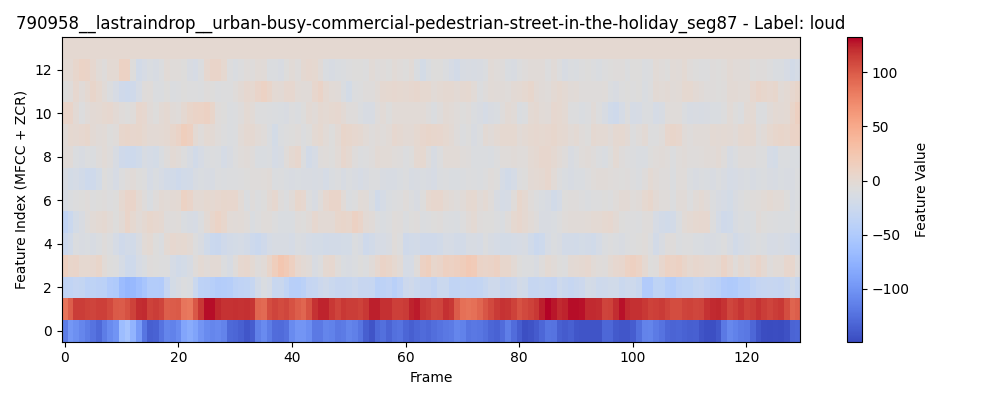 790958__lastraindrop__urban-busy-commercial-pedestrian-street-in-the-holiday_seg87 - Label: loud
Feature Index (MFCC + ZCR)
12
10
8
6
4
2
0
0 20 40 60 80 100 120
Frame
100
50
0
−50
−100
Feature Value